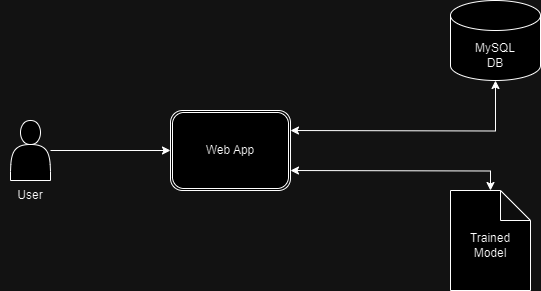 MySQL
DB
Web App
User
Trained
Model